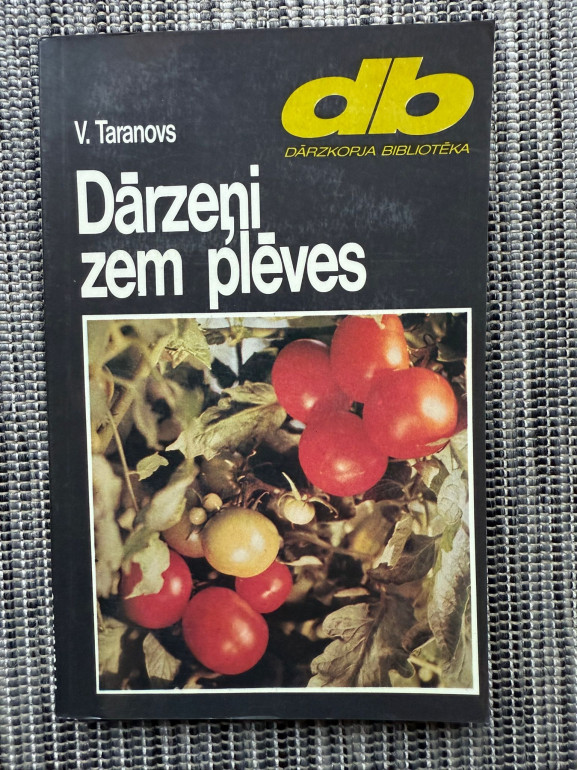 db
DĀRZKOPJA BIBLIOTĒKA
V. Taranovs
Dārzeņi
zem plēves